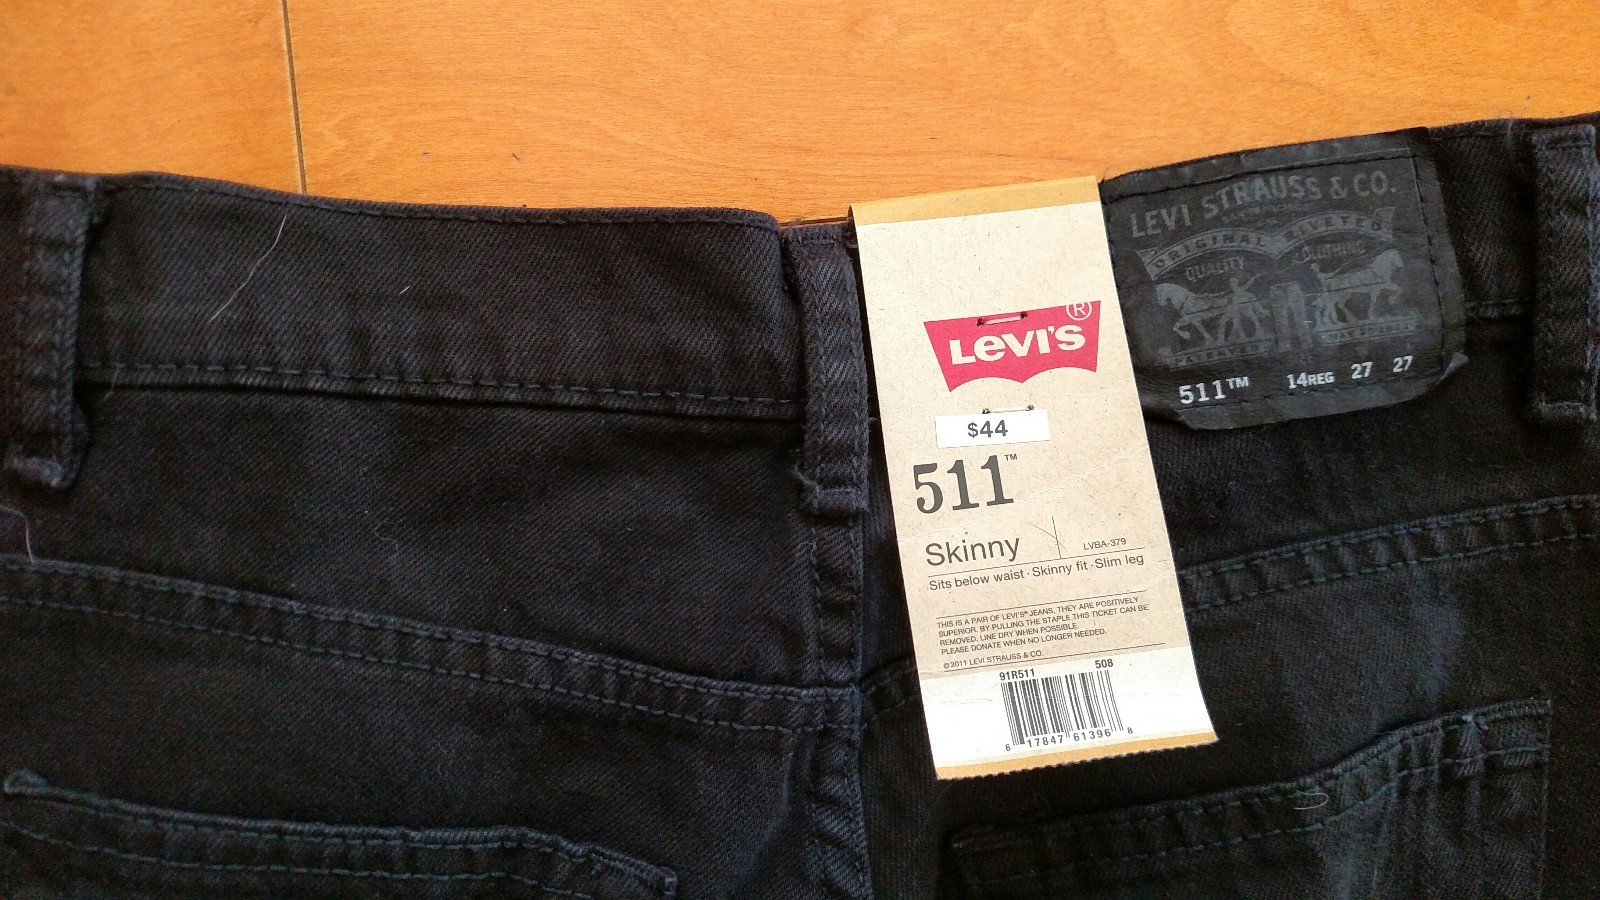 LEVI'S®
$44
511™
Skinny
LVBA-379
Sits below waist · Skinny fit · Slim leg
THIS IS A PAIR OF LEVI'S® JEANS. THEY ARE POSITIVELY
SUPERIOR. BY PULLING THE STAPLE THIS TICKET CAN BE
REMOVED. LINE DRY WHEN POSSIBLE.
PLEASE DONATE WHEN NO LONGER NEEDED.
© 2011 LEVI STRAUSS & CO.
91R511 508
6 17847 61396 8
LEVI STRAUSS & CO.
ORIGINAL RIVETED
QUALITY CLOTHING
511™ 14REG 27 27